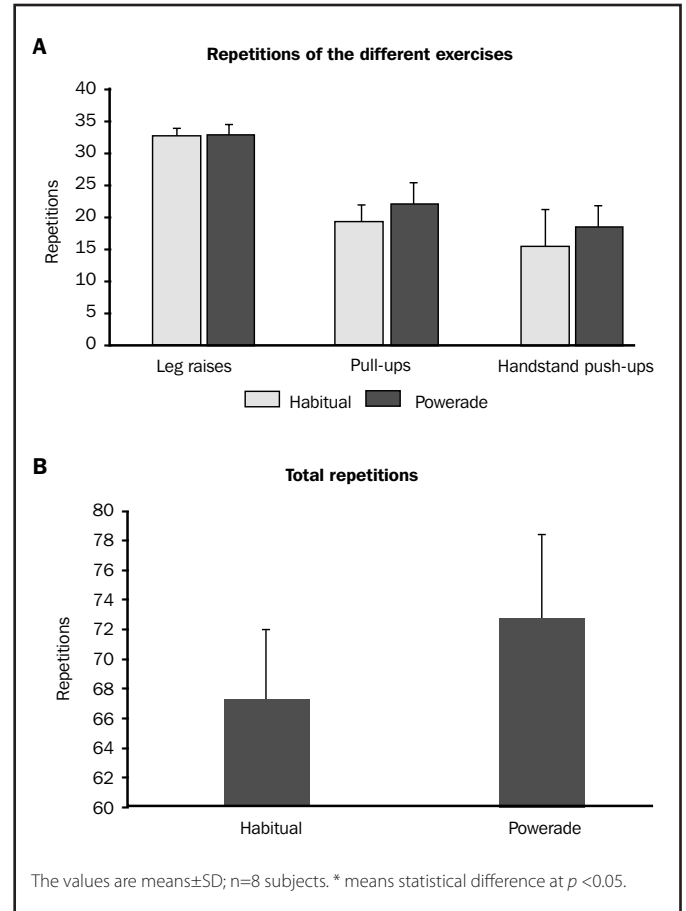 A
Repetitions of the different exercises
Repetitions
40
35
30
25
20
15
10
5
0
Leg raises Pull-ups Handstand push-ups
Habitual Powerade
B
Total repetitions
Repetitions
80
78
76
74
72
70
68
66
64
62
60
Habitual Powerade
The values are means±SD; n=8 subjects. * means statistical difference at p <0.05.